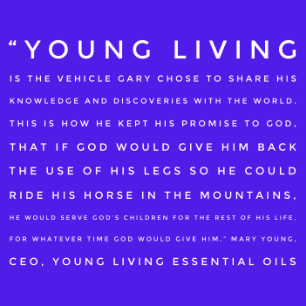 “YOUNG LIVING
IS THE VEHICLE GARY CHOSE TO SHARE HIS
KNOWLEDGE AND DISCOVERIES WITH THE WORLD.
THIS IS HOW HE KEPT HIS PROMISE TO GOD,
THAT IF GOD WOULD GIVE HIM BACK
THE USE OF HIS LEGS SO HE COULD
RIDE HIS HORSE IN THE MOUNTAINS,
HE WOULD SERVE GOD'S CHILDREN FOR THE REST OF HIS LIFE,
FOR WHATEVER TIME GOD WOULD GIVE HIM.” MARY YOUNG,
CEO, YOUNG LIVING ESSENTIAL OILS